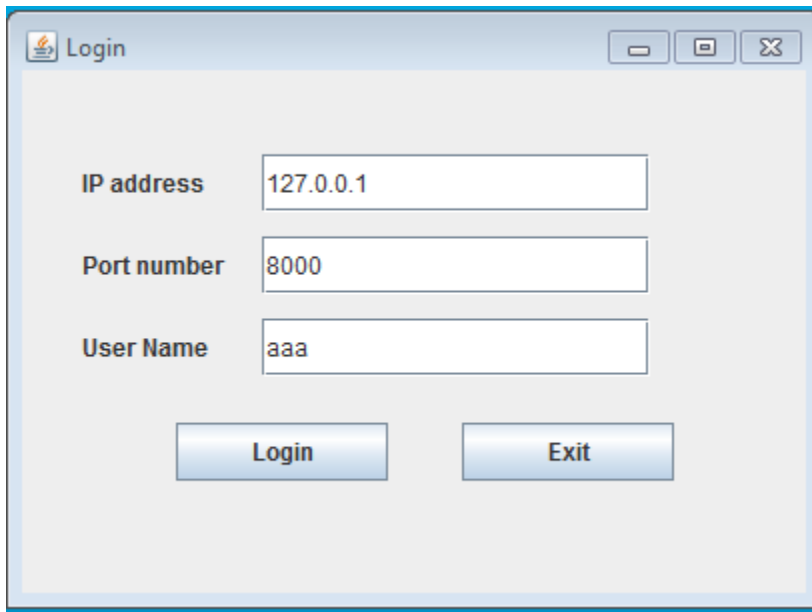 Login
IP address 127.0.0.1
Port number 8000
User Name aaa
Login Exit